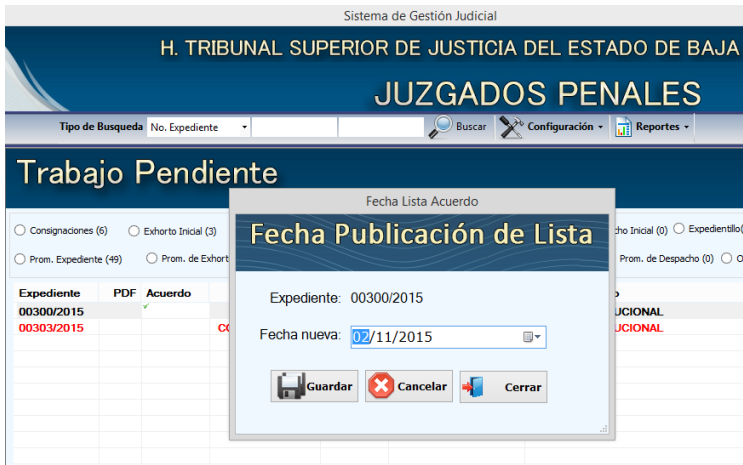 Sistema de Gestión Judicial
H. TRIBUNAL SUPERIOR DE JUSTICIA DEL ESTADO DE BAJA
JUZGADOS PENALES
Tipo de Busqueda No. Expediente Buscar Configuración Reportes
Trabajo Pendiente
Fecha Lista Acuerdo
Fecha Publicación de Lista
Consignaciones (6) Exhorto Inicial (3) cho Inicial (0) Expedientillo(
Prom. Expediente (49) Prom. de Exhort Prom. de Despacho (0) O
Expediente PDF Acuerdo o
00300/2015 UCIONAL
00303/2015 CO UCIONAL
Expediente: 00300/2015
Fecha nueva: 02/11/2015
Guardar Cancelar Cerrar